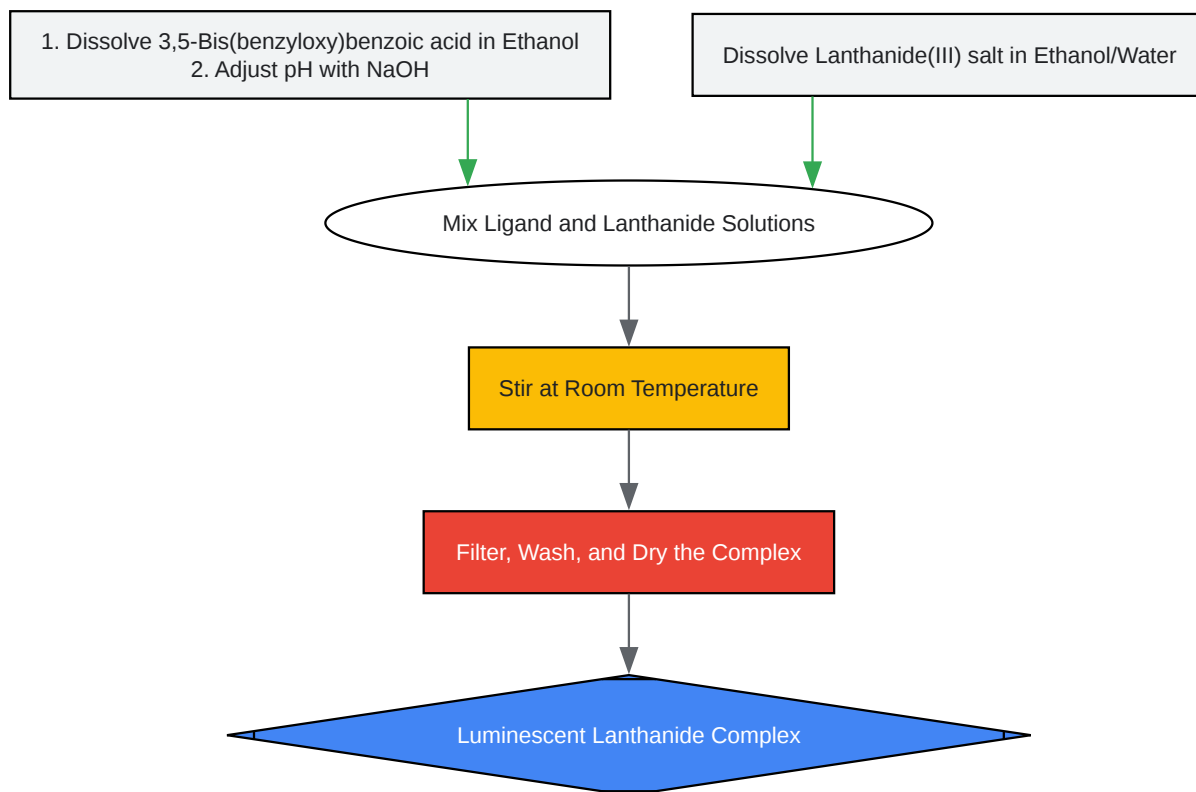 1. Dissolve 3,5-Bis(benzyloxy)benzoic acid in Ethanol
2. Adjust pH with NaOH
Dissolve Lanthanide(III) salt in Ethanol/Water
Mix Ligand and Lanthanide Solutions
Stir at Room Temperature
Filter, Wash, and Dry the Complex
Luminescent Lanthanide Complex